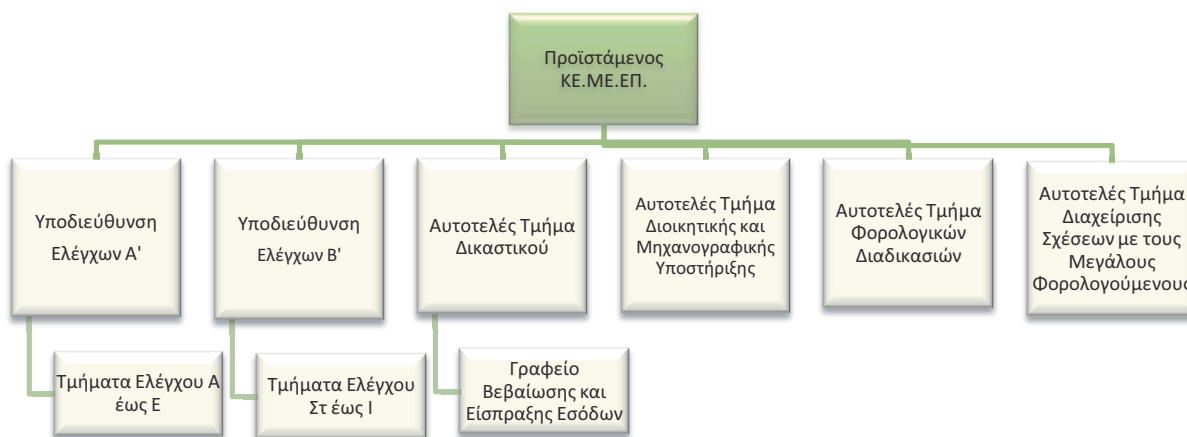 Προϊστάμενος
ΚΕ.ΜΕ.ΕΠ.
Υποδιεύθυνση
Ελέγχων Α'
Υποδιεύθυνση
Ελέγχων Β'
Αυτοτελές Τμήμα
Δικαστικού
Αυτοτελές Τμήμα
Διοικητικής και
Μηχανογραφικής
Υποστήριξης
Αυτοτελές Τμήμα
Φορολογικών
Διαδικασιών
Αυτοτελές Τμήμα
Διαχείρισης
Σχέσεων με τους
Μεγάλους
Φορολογούμενους
Τμήματα Ελέγχου Α
έως Ε
Τμήματα Ελέγχου
Στ έως Ι
Γραφείο
Βεβαίωσης και
Είσπραξης Εσόδων